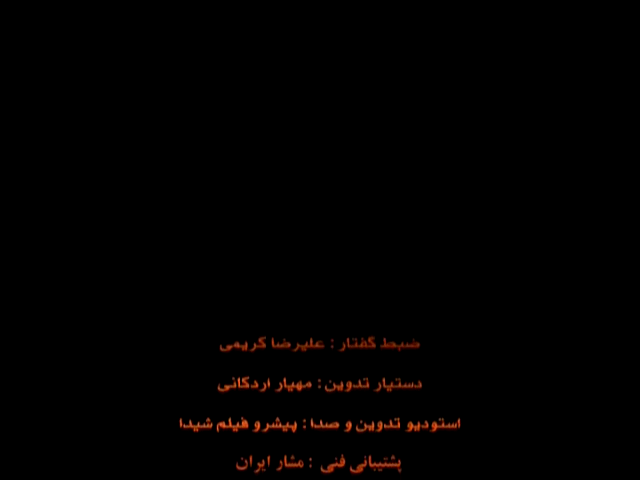 ضبط گفتار : علیرضا کریمی
دستیار تدوین : مهیار اردکانی
استودیو تدوین و صدا : پیشرو فیلم شیدا
پشتیبانی فنی : مشار ایران